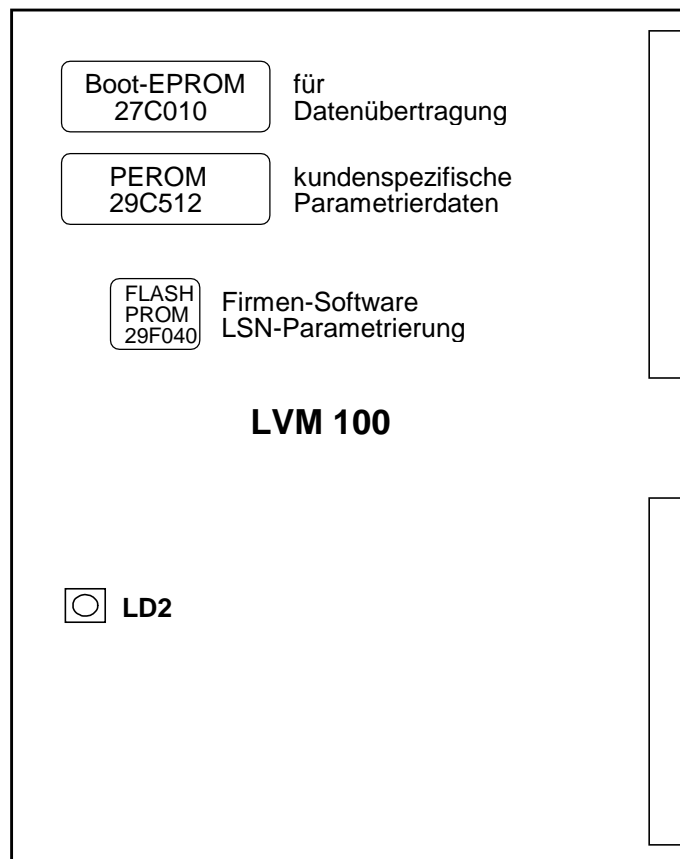 Boot-EPROM
27C010
für
Datenübertragung
PEROM
29C512
kundenspezifische
Parametrierdaten
FLASH
PROM
29F040
Firmen-Software
LSN-Parametrierung
LVM 100
LD2